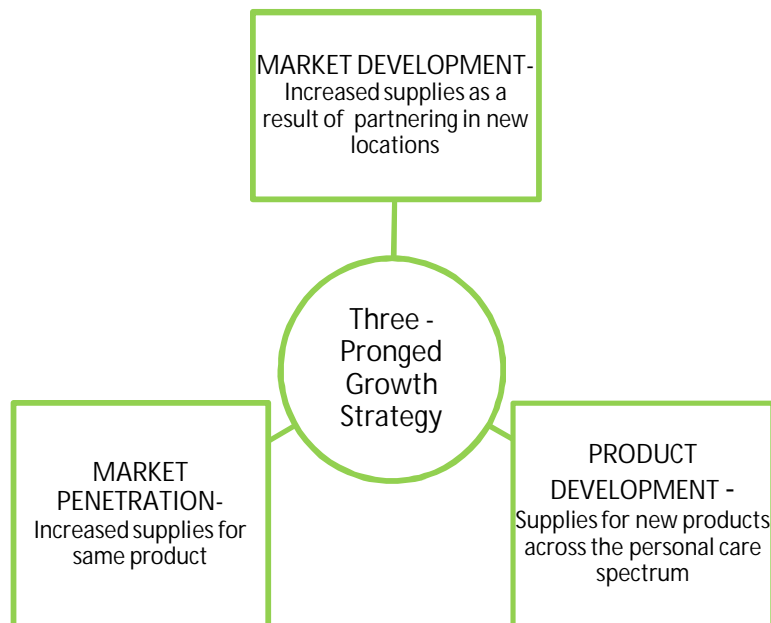 MARKET DEVELOPMENT-
Increased supplies as a
result of partnering in new
locations
Three -
Pronged
Growth
Strategy
MARKET
PENETRATION-
Increased supplies for
same product
PRODUCT
DEVELOPMENT -
Supplies for new products
across the personal care
spectrum